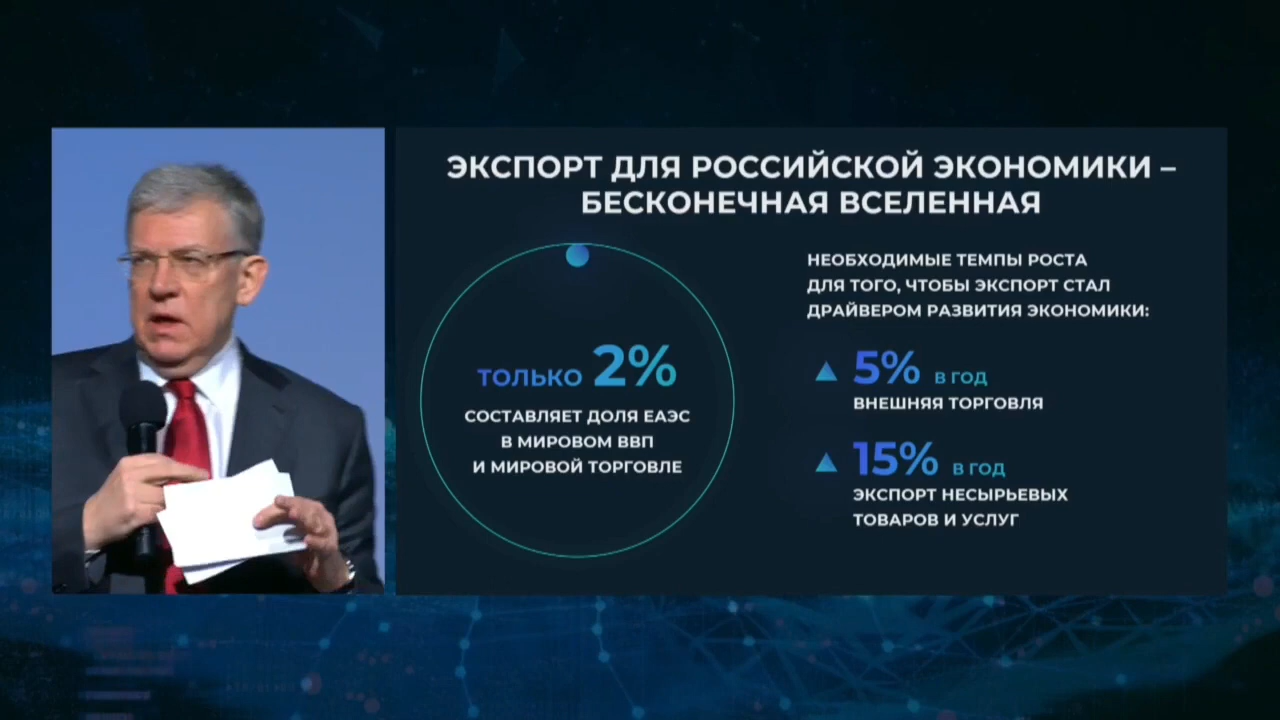 ЭКСПОРТ ДЛЯ РОССИЙСКОЙ ЭКОНОМИКИ –
БЕСКОНЕЧНАЯ ВСЕЛЕННАЯ
ТОЛЬКО 2%
СОСТАВЛЯЕТ ДОЛЯ ЕАЭС
В МИРОВОМ ВВП
И МИРОВОЙ ТОРГОВЛЕ
НЕОБХОДИМЫЕ ТЕМПЫ РОСТА
ДЛЯ ТОГО, ЧТОБЫ ЭКСПОРТ СТАЛ
ДРАЙВЕРОМ РАЗВИТИЯ ЭКОНОМИКИ:
5% В ГОД
ВНЕШНЯЯ ТОРГОВЛЯ
15% В ГОД
ЭКСПОРТ НЕСЫРЬЕВЫХ
ТОВАРОВ И УСЛУГ